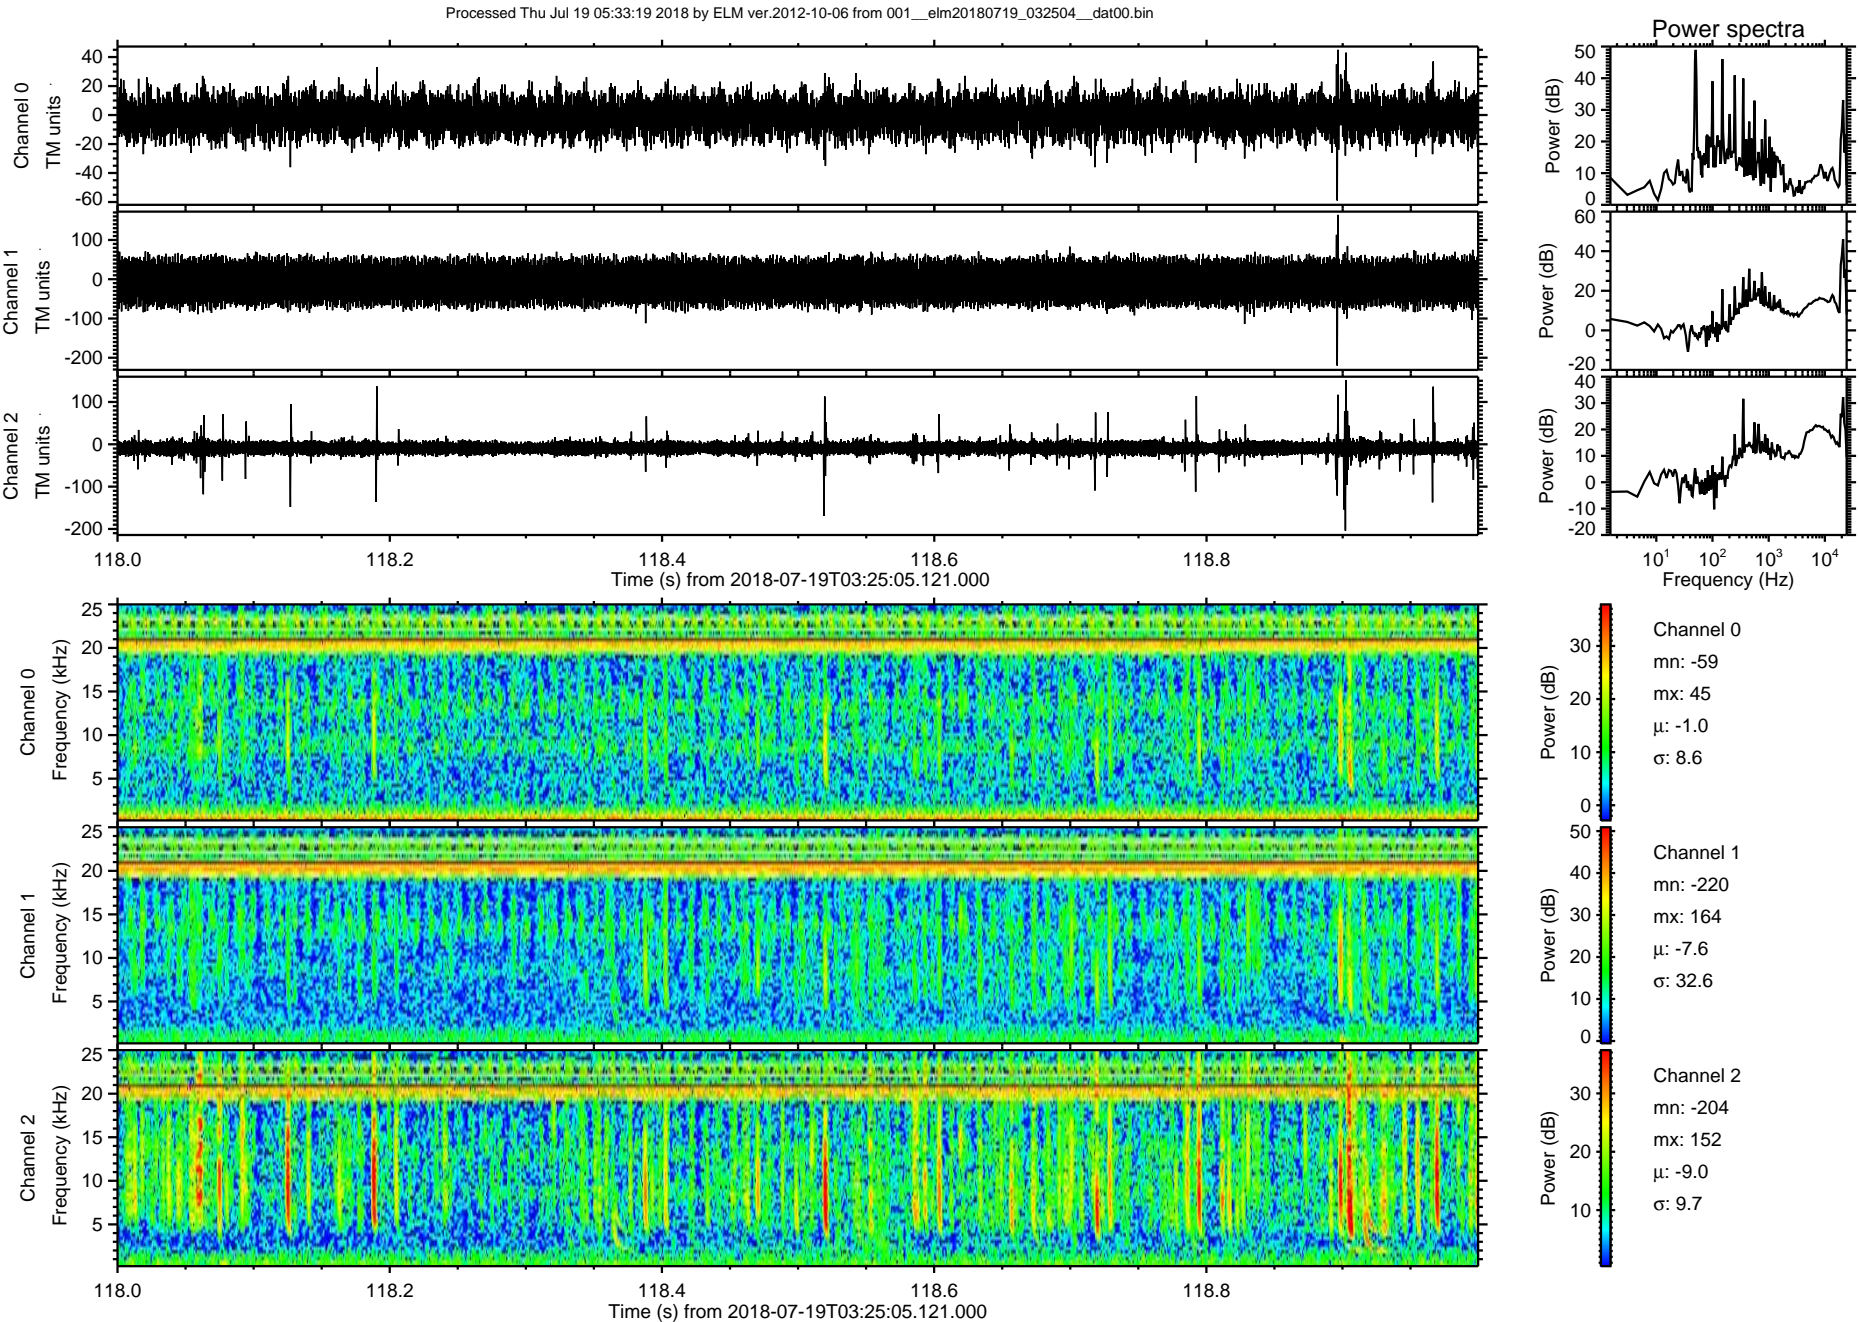 Processed Thu Jul 19 05:33:19 2018 by ELM ver.2012-10-06 from 001__elm20180719_032504__dat00.bin
Power spectra
Channel 0
TM units
40
20
0
-20
-40
-60
Power (dB)
50
40
30
20
10
0
Channel 1
TM units
100
0
-100
-200
Power (dB)
60
40
20
0
-20
Channel 2
TM units
100
0
-100
-200
Power (dB)
40
30
20
10
0
-10
-20
118.0 118.2 118.4 118.6 118.8
Time (s) from 2018-07-19T03:25:05.121.000
10^1 10^2 10^3 10^4
Frequency (Hz)
Channel 0
Frequency (kHz)
25
20
15
10
5
Power (dB)
30
20
10
0
Channel 0
mn: -59
mx: 45
μ: -1.0
σ: 8.6
Channel 1
Frequency (kHz)
25
20
15
10
5
Power (dB)
50
40
30
20
10
0
Channel 1
mn: -220
mx: 164
μ: -7.6
σ: 32.6
Channel 2
Frequency (kHz)
25
20
15
10
5
Power (dB)
30
20
10
Channel 2
mn: -204
mx: 152
μ: -9.0
σ: 9.7
118.0 118.2 118.4 118.6 118.8
Time (s) from 2018-07-19T03:25:05.121.000